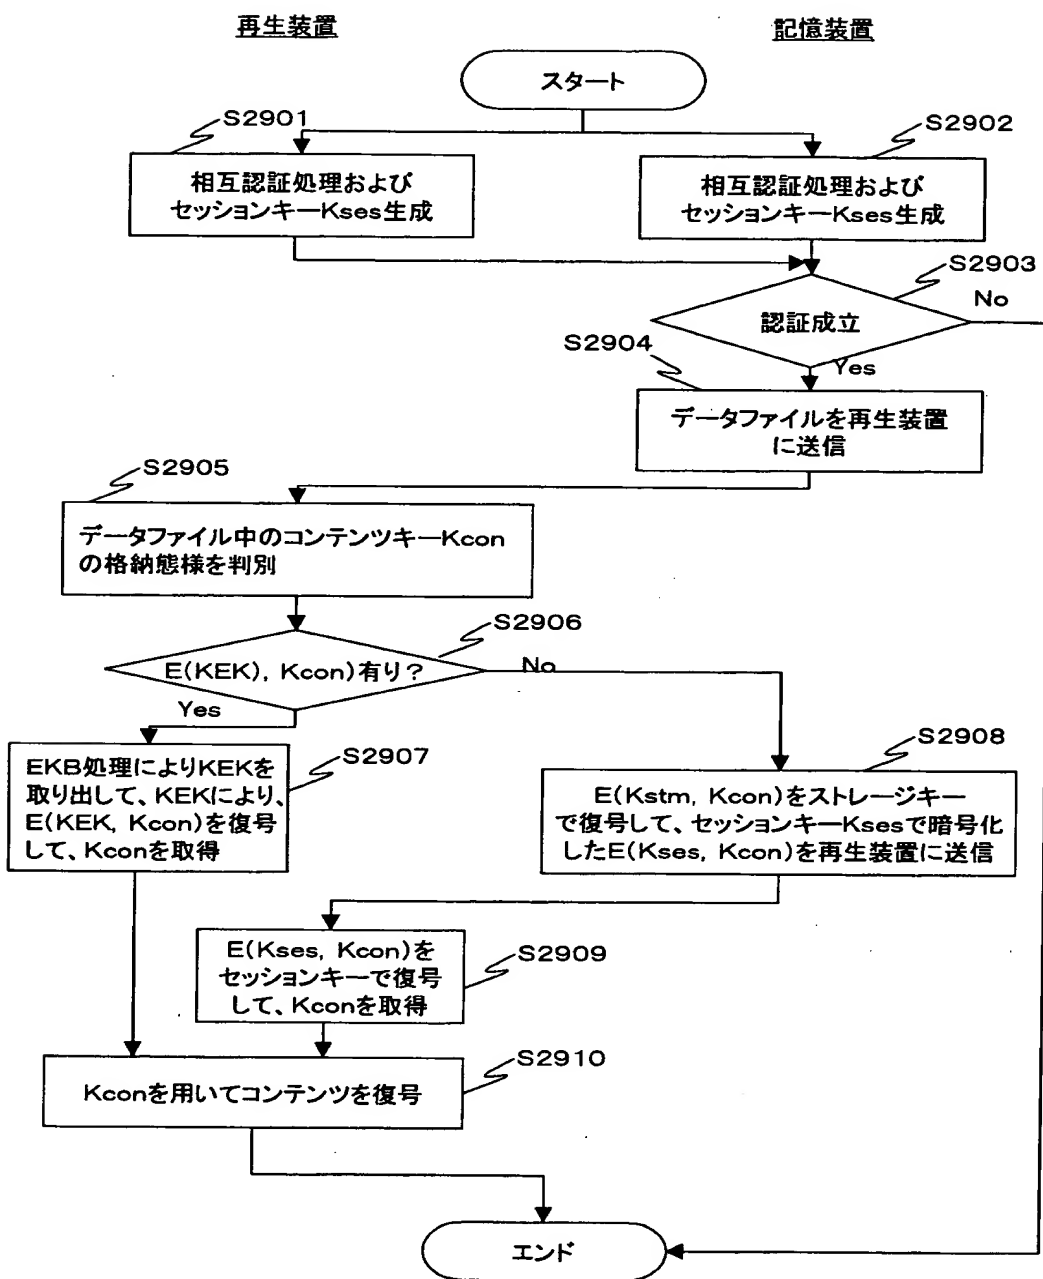 再生装置
記憶装置
スタート
S2901
S2902
相互認証処理および
セッションキーKses生成
相互認証処理および
セッションキーKses生成
S2903
No
認証成立
S2904
Yes
データファイルを再生装置
に送信
S2905
データファイル中のコンテンツキーKcon
の格納態様を判別
S2906
E(KEK), Kcon)有り？
No
Yes
S2907
EKB処理によりKEKを
取り出して、KEKにより、
E(KEK, Kcon)を復号
して、Kconを取得
S2908
E(Kstm, Kcon)をストレージキー
で復号して、セッションキーKsesで暗号化
したE(Kses, Kcon)を再生装置に送信
E(Kses, Kcon)を
セッションキーで復号
して、Kconを取得
S2909
S2910
Kconを用いてコンテンツを復号
エンド